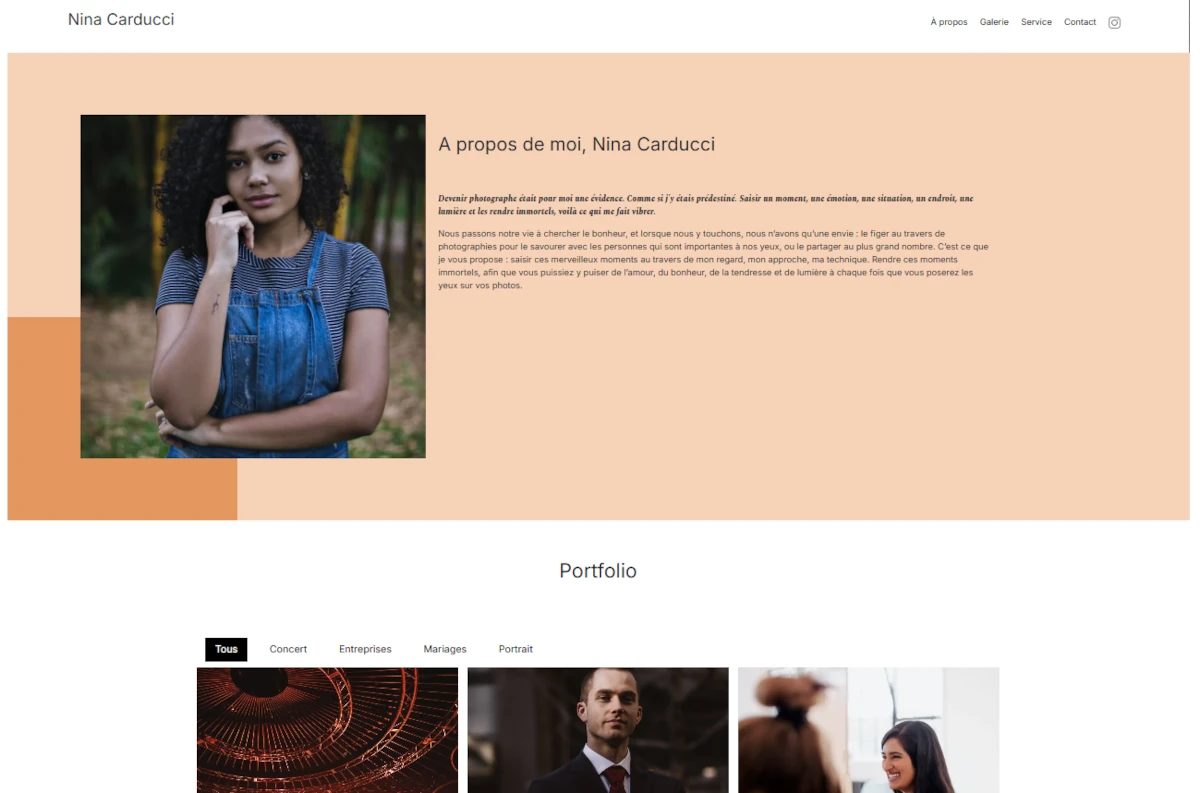 Nina Carducci
À propos Galerie Service Contact
A propos de moi, Nina Carducci
Devenir photographe était pour moi une évidence. Comme si j'y étais prédestiné. Saisir un moment, une émotion, une situation, un endroit, une
lumière et les rendre immortels, voilà ce qui me fait vibrer.
Nous passons notre vie à chercher le bonheur, et lorsque nous y touchons, nous n'avons qu'une envie : le figer au travers de
photographies pour le savourer avec les personnes qui sont importantes à nos yeux, ou le partager au plus grand nombre. C'est ce que
je vous propose : saisir ces merveilleux moments au travers de mon regard, mon approche, ma technique. Rendre ces moments
immortels, afin que vous puissiez y puiser de l'amour, du bonheur, de la tendresse et de lumière à chaque fois que vous poserez les
yeux sur vos photos.
Portfolio
Tous Concert Entreprises Mariages Portrait